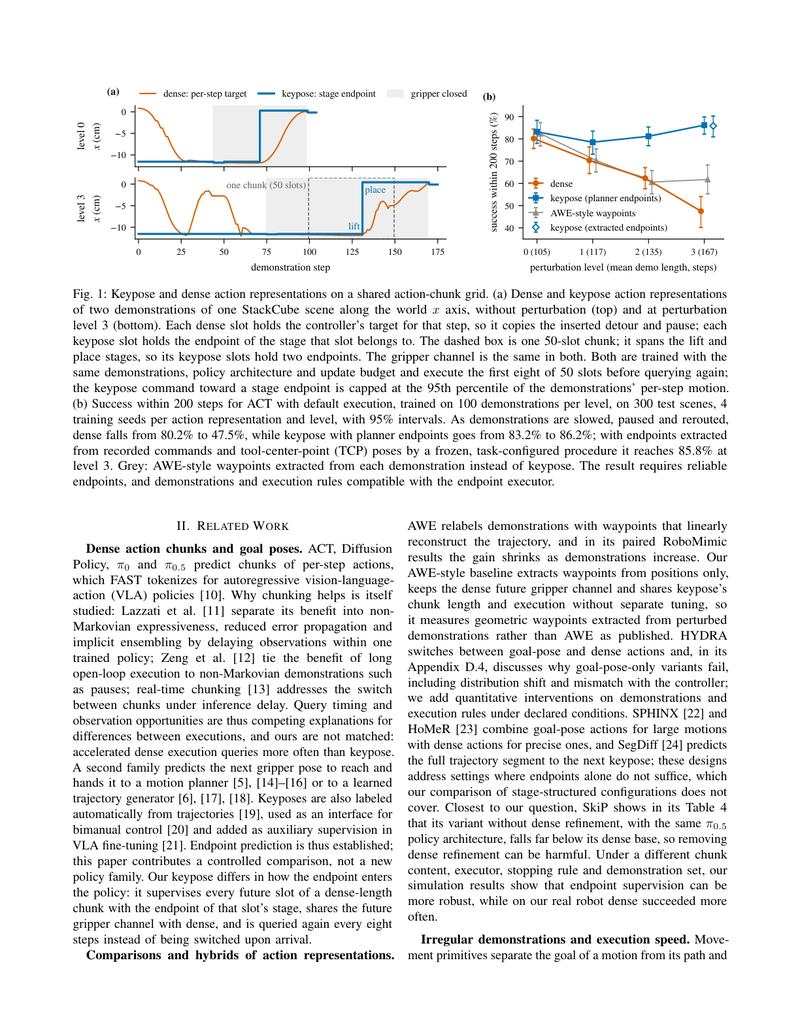 (a)
dense: per-step target
keypose: stage endpoint
gripper closed
level 0
x (cm)
0
−5
−10
level 3
x (cm)
0
−5
−10
one chunk (50 slots)
place
lift
0 25 50 75 100 125 150 175
demonstration step
(b)
success within 200 steps (%)
90
80
70
60
50
40
dense
keypose (planner endpoints)
AWE-style waypoints
keypose (extracted endpoints)
0 (105) 1 (117) 2 (135) 3 (167)
perturbation level (mean demo length, steps)
Fig. 1: Keypose and dense action representations on a shared action-chunk grid. (a) Dense and keypose action representations
of two demonstrations of one StackCube scene along the world x axis, without perturbation (top) and at perturbation
level 3 (bottom). Each dense slot holds the controller's target for that step, so it copies the inserted detour and pause; each
keypose slot holds the endpoint of the stage that slot belongs to. The dashed box is one 50-slot chunk; it spans the lift and
place stages, so its keypose slots hold two endpoints. The gripper channel is the same in both. Both are trained with the
same demonstrations, policy architecture and update budget and execute the first eight of 50 slots before querying again;
the keypose command toward a stage endpoint is capped at the 95th percentile of the demonstrations' per-step motion.
(b) Success within 200 steps for ACT with default execution, trained on 100 demonstrations per level, on 300 test scenes, 4
training seeds per action representation and level, with 95% intervals. As demonstrations are slowed, paused and rerouted,
dense falls from 80.2% to 47.5%, while keypose with planner endpoints goes from 83.2% to 86.2%; with endpoints extracted
from recorded commands and tool-center-point (TCP) poses by a frozen, task-configured procedure it reaches 85.8% at
level 3. Grey: AWE-style waypoints extracted from each demonstration instead of keypose. The result requires reliable
endpoints, and demonstrations and execution rules compatible with the endpoint executor.
II. RELATED WORK
Dense action chunks and goal poses. ACT, Diffusion
Policy, π0 and π0.5 predict chunks of per-step actions,
which FAST tokenizes for autoregressive vision-language-
action (VLA) policies [10]. Why chunking helps is itself
studied: Lazzati et al. [11] separate its benefit into non-
Markovian expressiveness, reduced error propagation and
implicit ensembling by delaying observations within one
trained policy; Zeng et al. [12] tie the benefit of long
open-loop execution to non-Markovian demonstrations such
as pauses; real-time chunking [13] addresses the switch
between chunks under inference delay. Query timing and
observation opportunities are thus competing explanations for
differences between executions, and ours are not matched:
accelerated dense execution queries more often than keypose.
A second family predicts the next gripper pose to reach and
hands it to a motion planner [5], [14]–[16] or to a learned
trajectory generator [6], [17], [18]. Keyposes are also labeled
automatically from trajectories [19], used as an interface for
bimanual control [20] and added as auxiliary supervision in
VLA fine-tuning [21]. Endpoint prediction is thus established;
this paper contributes a controlled comparison, not a new
policy family. Our keypose differs in how the endpoint enters
the policy: it supervises every future slot of a dense-length
chunk with the endpoint of that slot's stage, shares the future
gripper channel with dense, and is queried again every eight
steps instead of being switched upon arrival.
Comparisons and hybrids of action representations.
AWE relabels demonstrations with waypoints that linearly
reconstruct the trajectory, and in its paired RoboMimic
results the gain shrinks as demonstrations increase. Our
AWE-style baseline extracts waypoints from positions only,
keeps the dense future gripper channel and shares keypose's
chunk length and execution without separate tuning, so
it measures geometric waypoints extracted from perturbed
demonstrations rather than AWE as published. HYDRA
switches between goal-pose and dense actions and, in its
Appendix D.4, discusses why goal-pose-only variants fail,
including distribution shift and mismatch with the controller;
we add quantitative interventions on demonstrations and
execution rules under declared conditions. SPHINX [22] and
HoMeR [23] combine goal-pose actions for large motions
with dense actions for precise ones, and SegDiff [24] predicts
the full trajectory segment to the next keypose; these designs
address settings where endpoints alone do not suffice, which
our comparison of stage-structured configurations does not
cover. Closest to our question, SkiP shows in its Table 4
that its variant without dense refinement, with the same π0.5
policy architecture, falls far below its dense base, so removing
dense refinement can be harmful. Under a different chunk
content, executor, stopping rule and demonstration set, our
simulation results show that endpoint supervision can be
more robust, while on our real robot dense succeeded more
often.
Irregular demonstrations and execution speed. Move-
ment primitives separate the goal of a motion from its path and